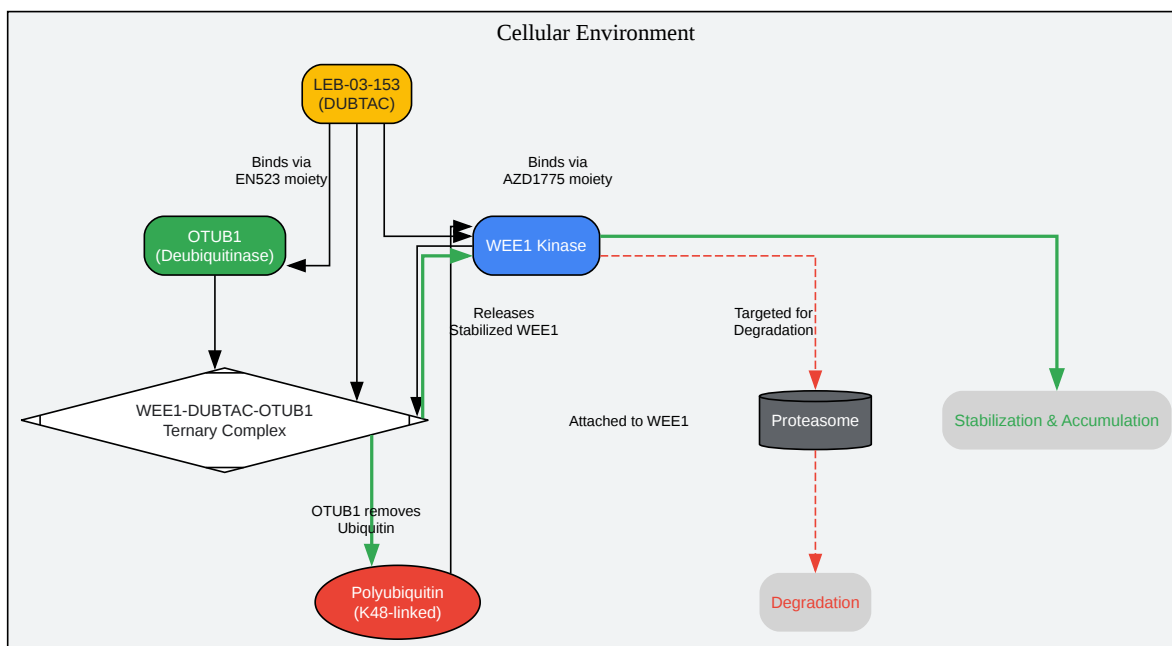 Cellular Environment
LEB-03-153
(DUBTAC)
Binds via
EN523 moiety
Binds via
AZD1775 moiety
OTUB1
(Deubiquitinase)
WEE1 Kinase
Releases
Stabilized WEE1
Targeted for
Degradation
WEE1-DUBTAC-OTUB1
Ternary Complex
Attached to WEE1
Proteasome
Stabilization & Accumulation
OTUB1 removes
Ubiquitin
Polyubiquitin
(K48-linked)
Degradation